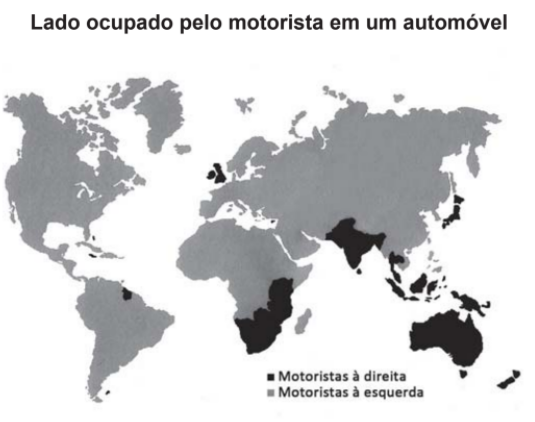 Lado ocupado pelo motorista em um automóvel
Motoristas à direita
Motoristas à esquerda